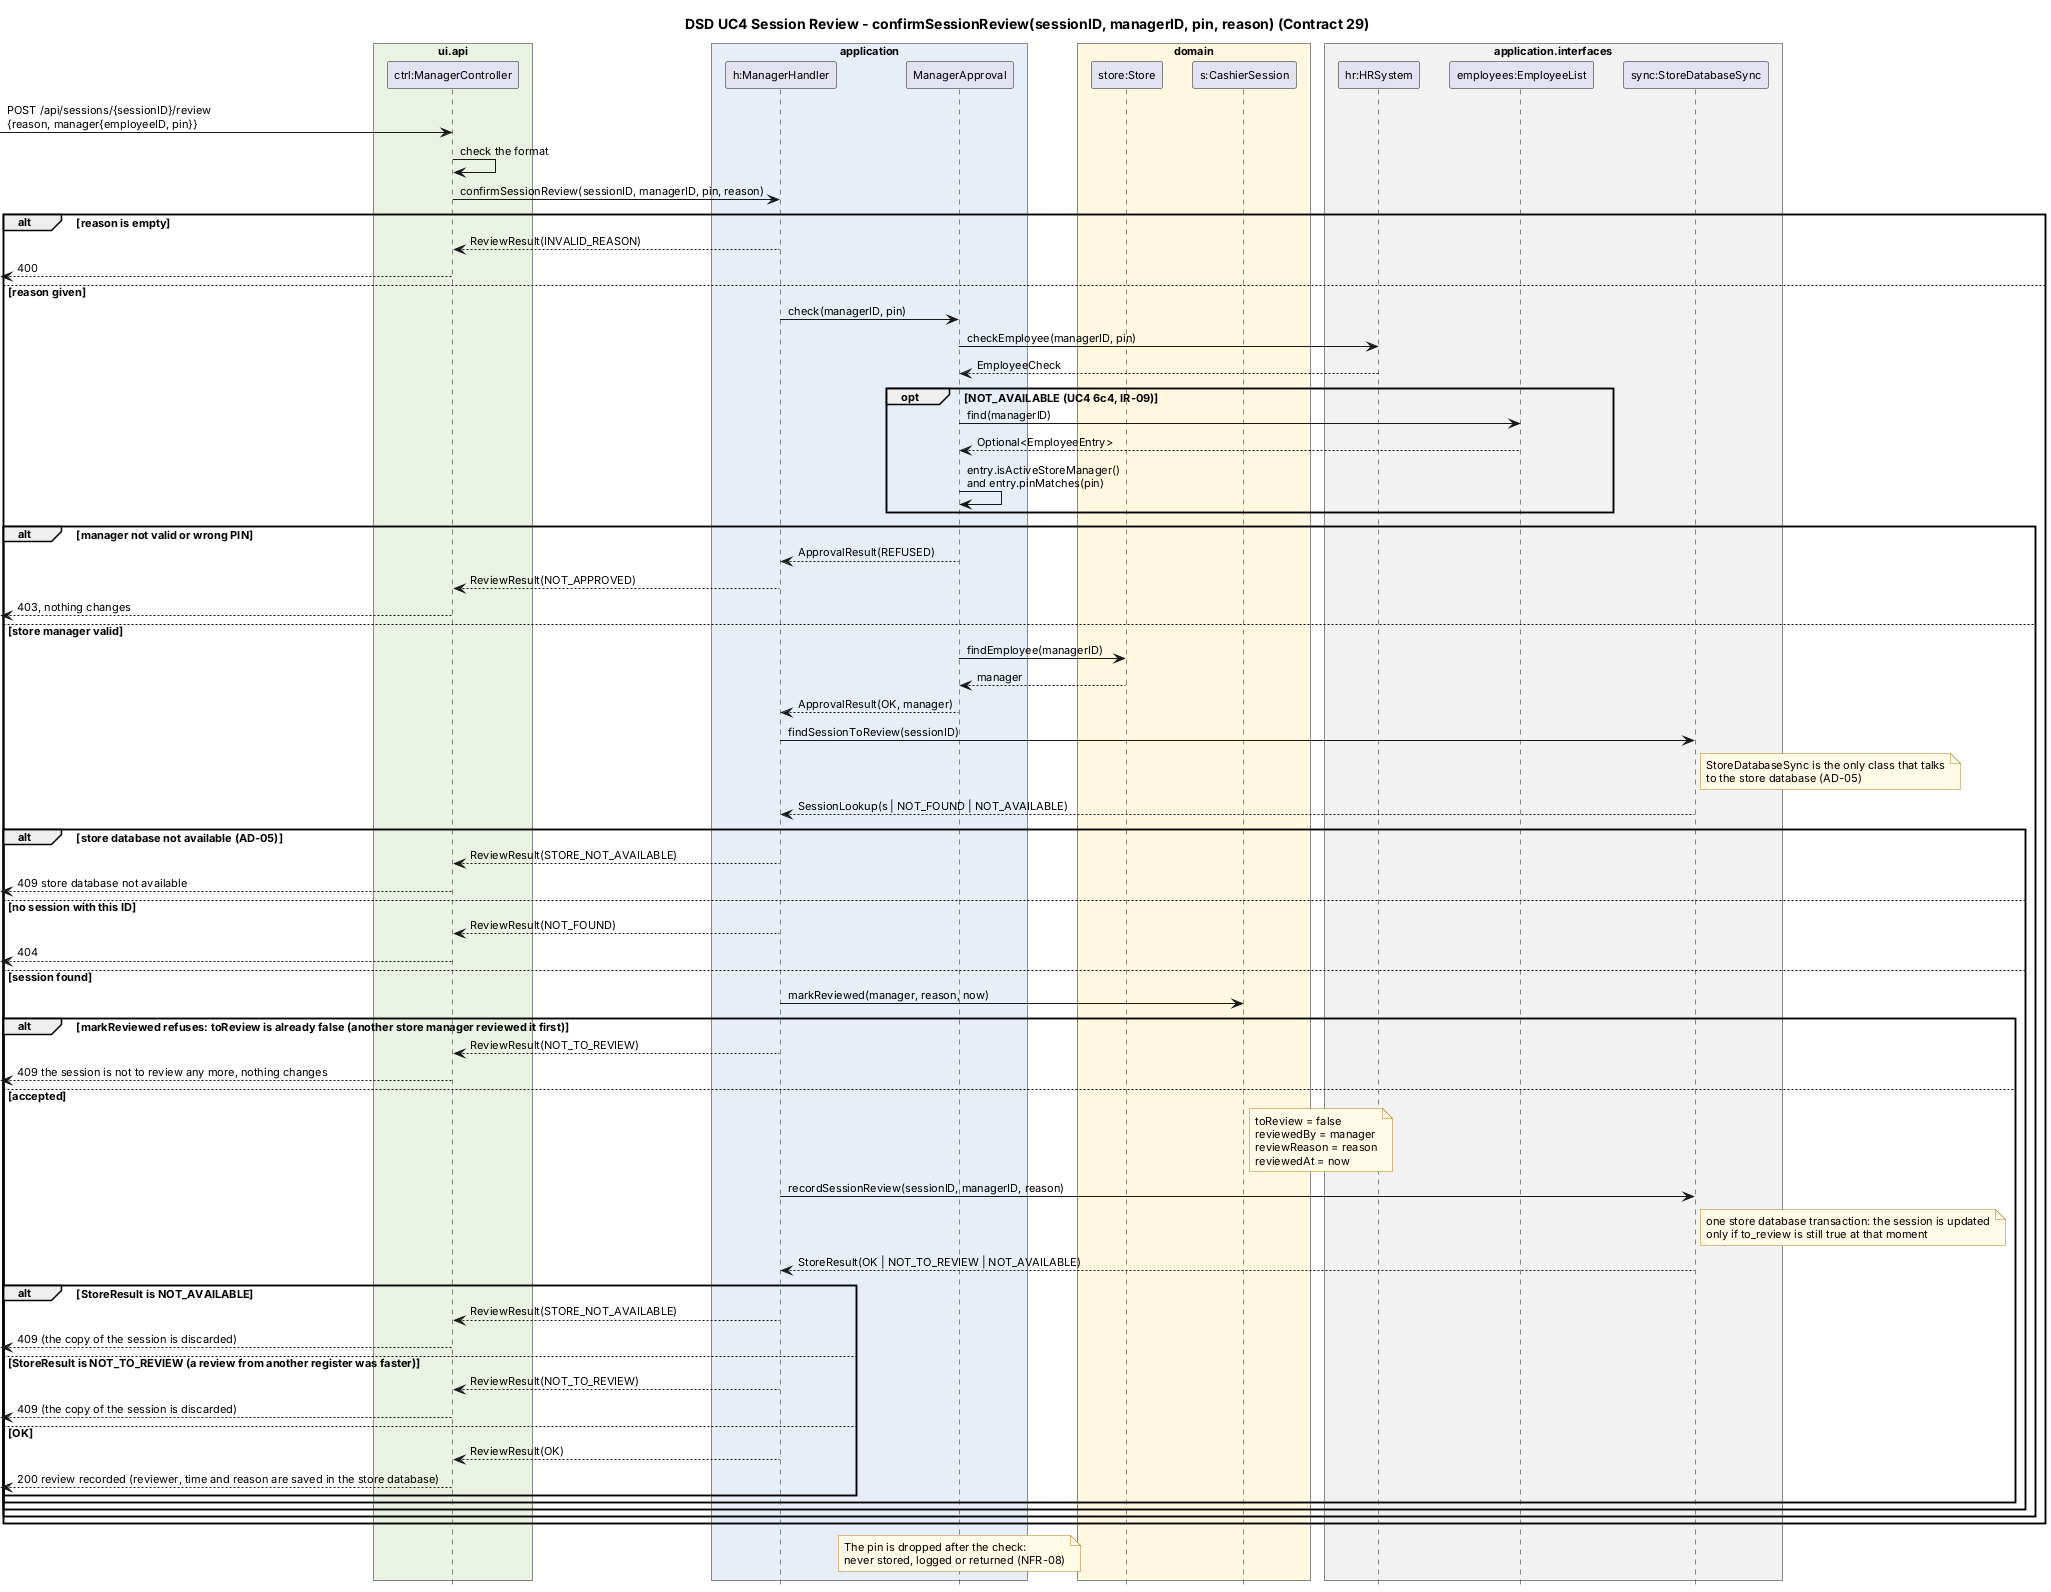 DSD UC4 Session Review - confirmSessionReview(sessionID, managerID, pin, reason) (Contract 29)
ui.api
application
domain
application.interfaces
ctrl:ManagerController
h:ManagerHandler
ManagerApproval
store:Store
s:CashierSession
hr:HRSystem
employees:EmployeeList
sync:StoreDatabaseSync
POST /api/sessions/{sessionID}/review
{reason, manager{employeeID, pin}}
check the format
confirmSessionReview(sessionID, managerID, pin, reason)
alt
[reason is empty]
ReviewResult(INVALID_REASON)
400
[reason given]
check(managerID, pin)
checkEmployee(managerID, pin)
EmployeeCheck
opt
[NOT_AVAILABLE (UC4 6c4, IR-09)]
find(managerID)
Optional<EmployeeEntry>
entry.isActiveStoreManager()
and entry.pinMatches(pin)
alt
[manager not valid or wrong PIN]
ApprovalResult(REFUSED)
ReviewResult(NOT_APPROVED)
403, nothing changes
[store manager valid]
findEmployee(managerID)
manager
ApprovalResult(OK, manager)
findSessionToReview(sessionID)
StoreDatabaseSync is the only class that talks
to the store database (AD-05)
SessionLookup(s | NOT_FOUND | NOT_AVAILABLE)
alt
[store database not available (AD-05)]
ReviewResult(STORE_NOT_AVAILABLE)
409 store database not available
[no session with this ID]
ReviewResult(NOT_FOUND)
404
[session found]
markReviewed(manager, reason, now)
alt
[markReviewed refuses: toReview is already false (another store manager reviewed it first)]
ReviewResult(NOT_TO_REVIEW)
409 the session is not to review any more, nothing changes
[accepted]
toReview = false
reviewedBy = manager
reviewReason = reason
reviewedAt = now
recordSessionReview(sessionID, managerID, reason)
one store database transaction: the session is updated
only if to_review is still true at that moment
StoreResult(OK | NOT_TO_REVIEW | NOT_AVAILABLE)
alt
[StoreResult is NOT_AVAILABLE]
ReviewResult(STORE_NOT_AVAILABLE)
409 (the copy of the session is discarded)
[StoreResult is NOT_TO_REVIEW (a review from another register was faster)]
ReviewResult(NOT_TO_REVIEW)
409 (the copy of the session is discarded)
[OK]
ReviewResult(OK)
200 review recorded (reviewer, time and reason are saved in the store database)
The pin is dropped after the check:
never stored, logged or returned (NFR-08)